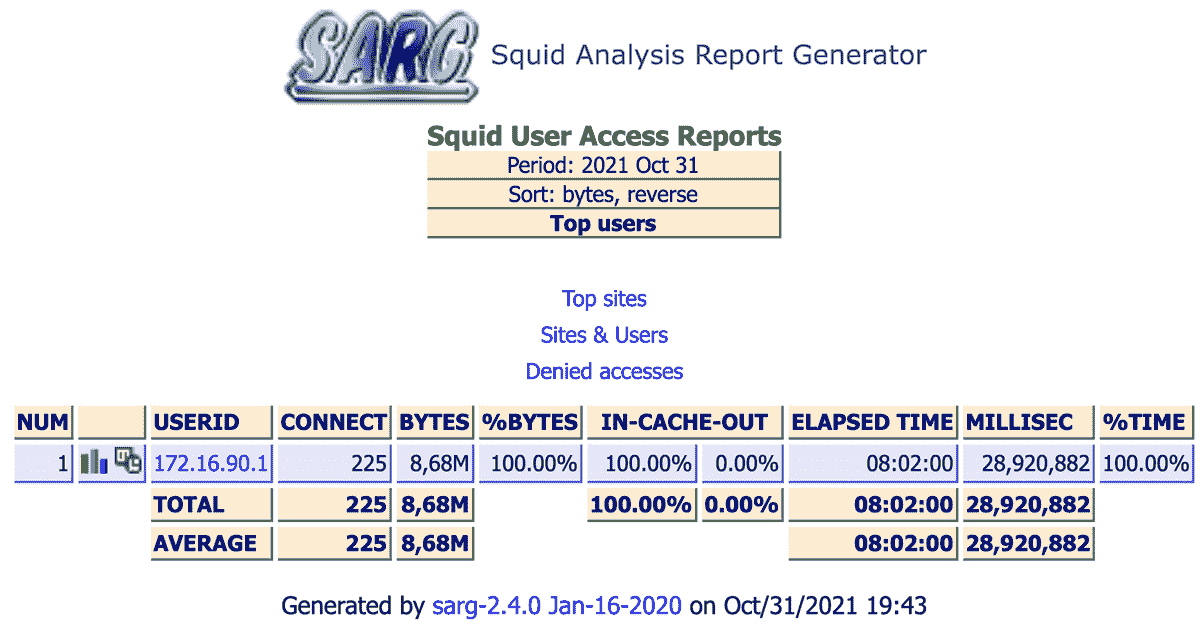 SARG Squid Analysis Report Generator
Squid User Access Reports
Period: 2021 Oct 31
Sort: bytes, reverse
Top users
Top sites
Sites & Users
Denied accesses
NUM USERID CONNECT BYTES %BYTES IN-CACHE-OUT ELAPSED TIME MILLISEC %TIME
1 172.16.90.1 225 8,68M 100.00% 100.00% 0.00% 08:02:00 28,920,882 100.00%
TOTAL 225 8,68M 100.00% 0.00% 08:02:00 28,920,882
AVERAGE 225 8,68M 08:02:00 28,920,882
Generated by sarg-2.4.0 Jan-16-2020 on Oct/31/2021 19:43